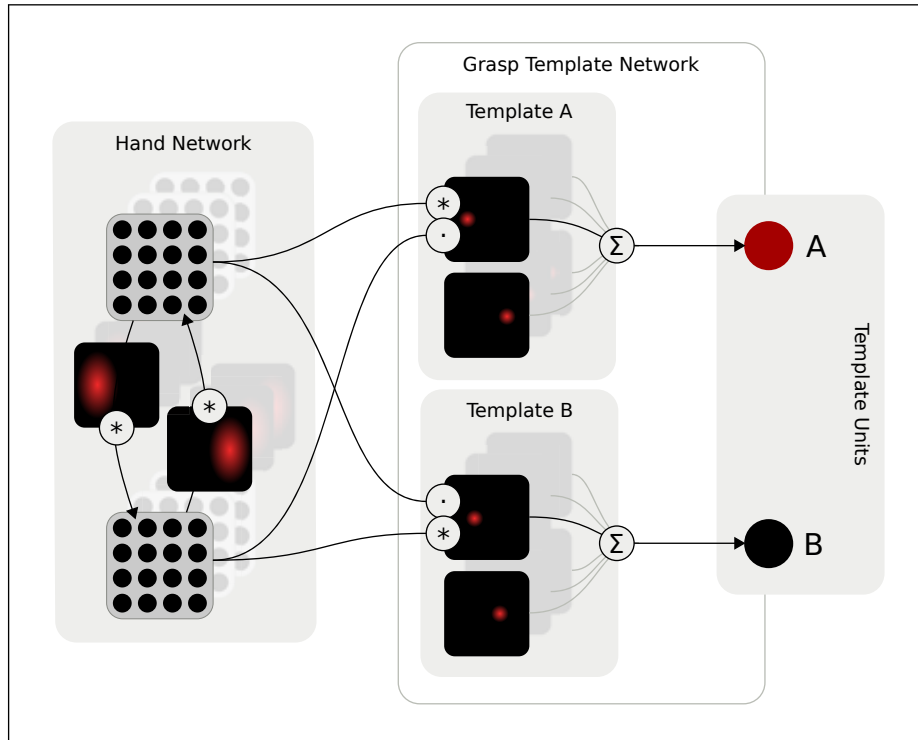 Grasp Template Network
Template A
Hand Network
*
·
Σ
A
*
*
Template Units
Template B
·
*
Σ
B